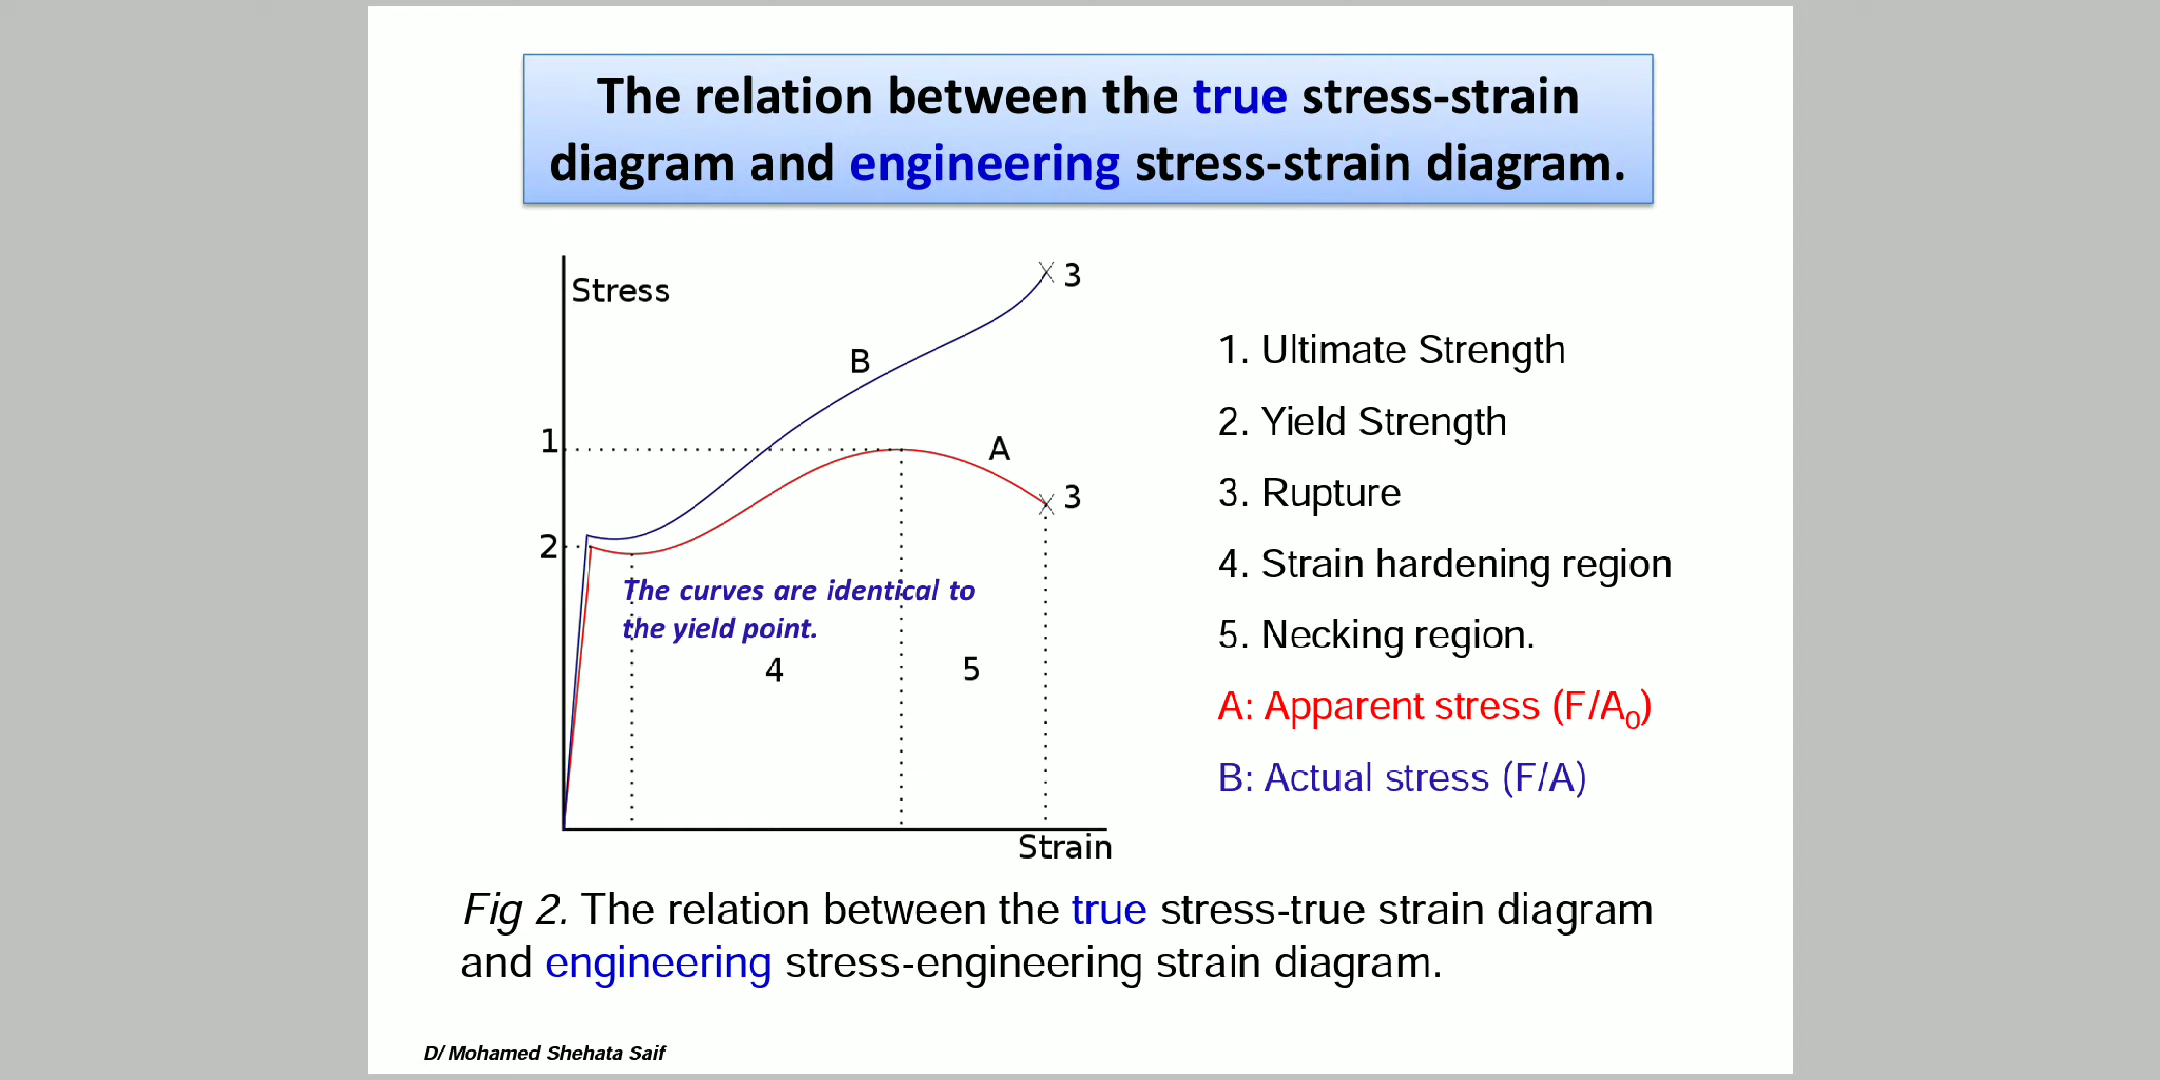 The relation between the true stress-strain
diagram and engineering stress-strain diagram.
Stress
3
B
1
A
3
2
The curves are identical to
the yield point.
4
5
Strain
1. Ultimate Strength
2. Yield Strength
3. Rupture
4. Strain hardening region
5. Necking region.
A: Apparent stress (F/A₀)
B: Actual stress (F/A)
Fig 2. The relation between the true stress-true strain diagram
and engineering stress-engineering strain diagram.
D/ Mohamed Shehata Saif